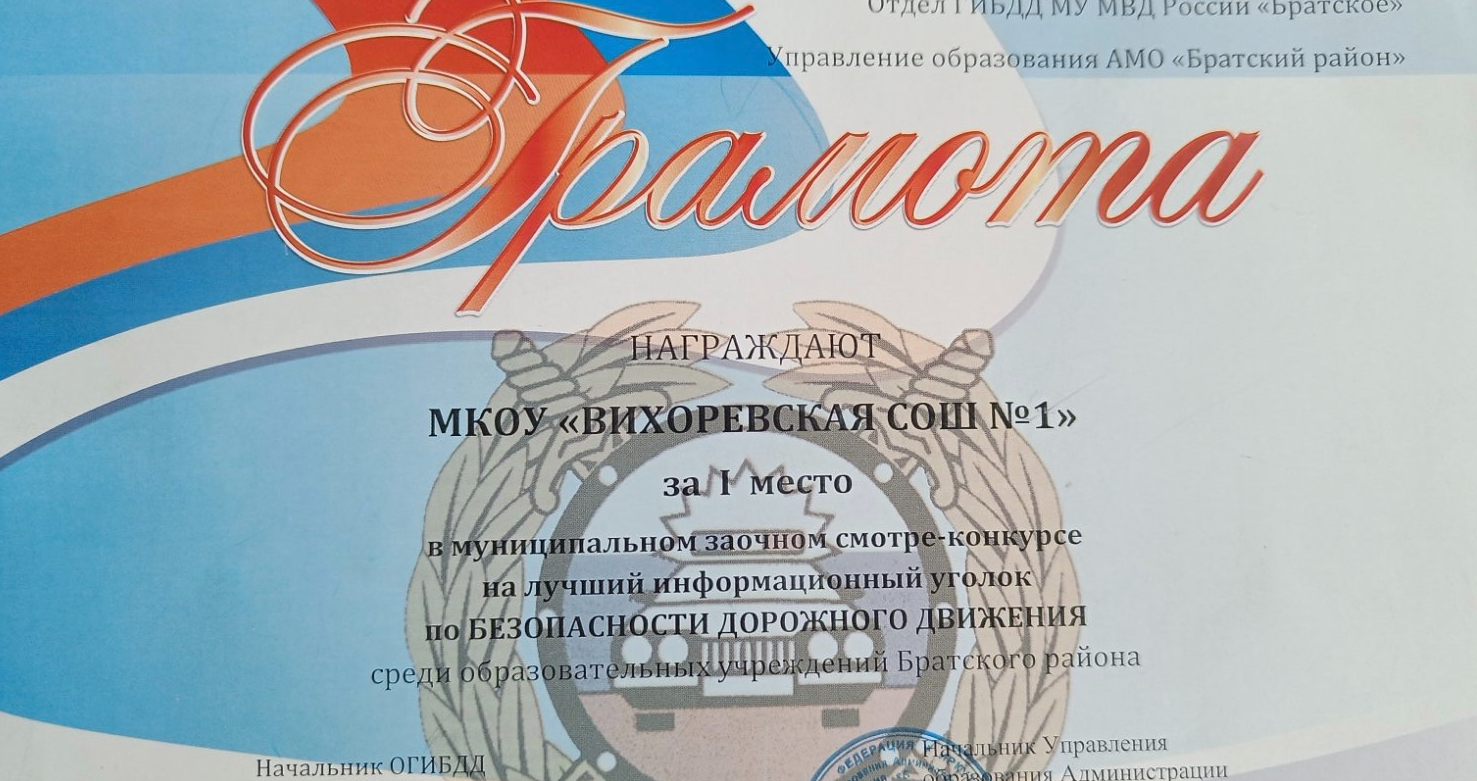 Отдел ГИБДД МУ МВД России «Братское»
Управление образования АМО «Братский район»
Грамота
НАГРАЖДАЮТ
МКОУ «ВИХОРЕВСКАЯ СОШ №1»
за I место
в муниципальном заочном смотре-конкурсе
на лучший информационный уголок
по БЕЗОПАСНОСТИ ДОРОЖНОГО ДВИЖЕНИЯ
среди образовательных учреждений Братского района
Начальник ОГИБДД
Начальник Управления
образования Администрации
ФЕДЕРАЦИЯ